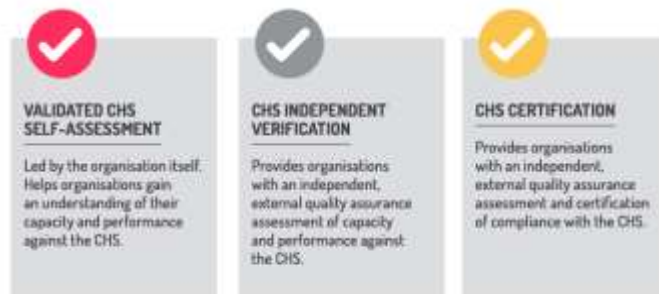 VALIDATED CHS
SELF-ASSESSMENT
Led by the organisation itself.
Helps organisations gain
an understanding of their
capacity and performance
against the CHS.
CHS INDEPENDENT
VERIFICATION
Provides organisations
with an independent,
external quality assurance
assessment of capacity
and performance against
the CHS.
CHS CERTIFICATION
Provides organisations
with an independent,
external quality assurance
assessment and certification
of compliance with the CHS.